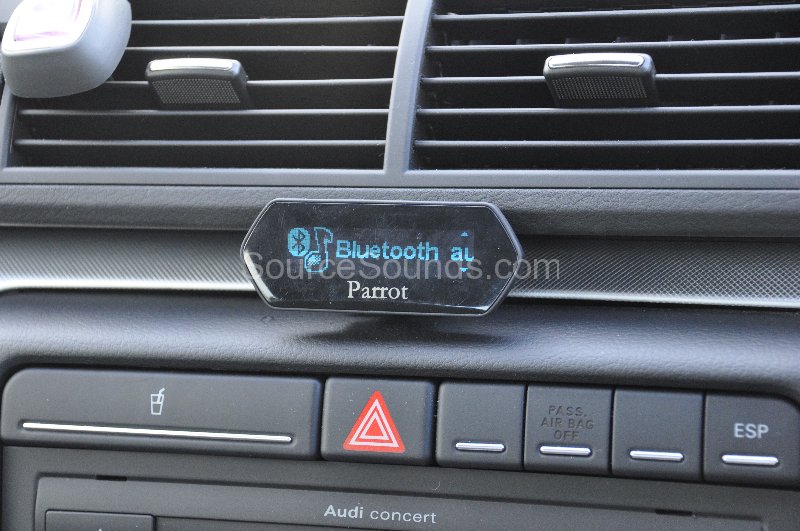 Bluetooth au
SourceSounds.com
Parrot
PASS.
AIR BAG
OFF
ESP
Audi concert